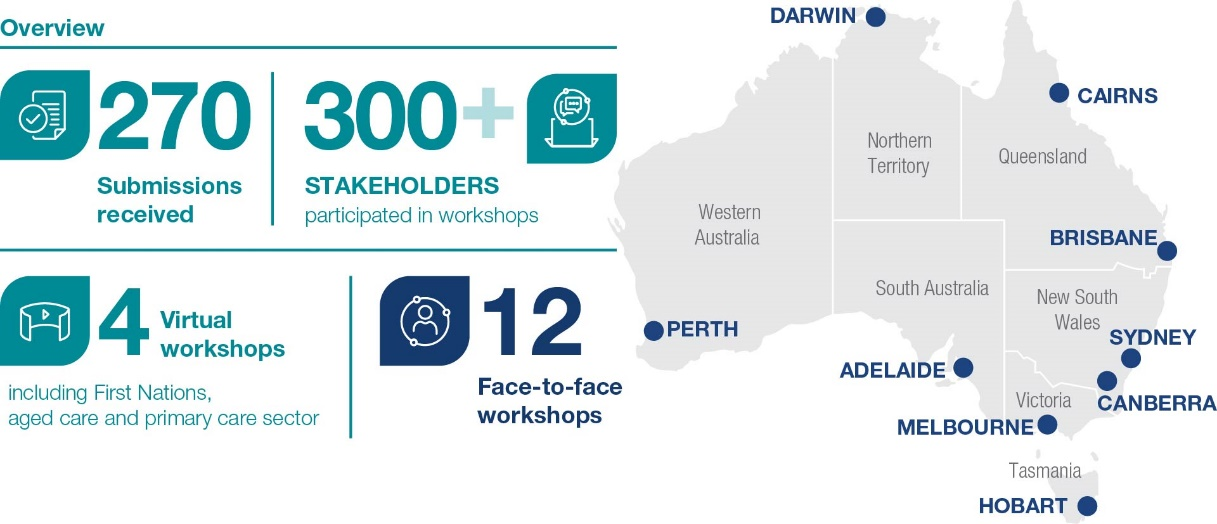 Overview
270
Submissions
received
300+
STAKEHOLDERS
participated in workshops
4
Virtual
workshops
including First Nations,
aged care and primary care sector
12
Face-to-face
workshops
DARWIN
CAIRNS
Northern
Territory
Queensland
Western
Australia
BRISBANE
South Australia
New South
Wales
PERTH
SYDNEY
ADELAIDE
CANBERRA
Victoria
MELBOURNE
Tasmania
HOBART